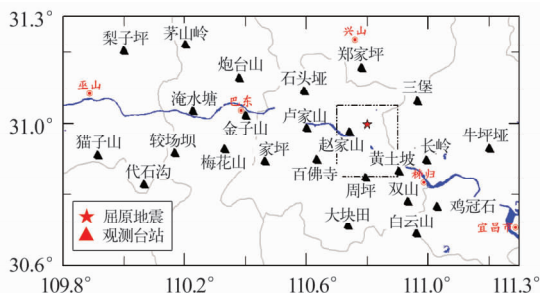 31.3°
梨子坪
茅山岭
兴山
郑家坪
炮台山
石头垭
三堡
巫山
淹水塘
巴东
31.0°
金子山
卢家山
赵家山
牛坪垭
猫子山
较场坝
梅花山
家坪
百佛寺
黄土坡
长岭
代石沟
周坪
秭归
双山
鸡冠石
大块田
白云山
宜昌市
屈原地震
观测台站
30.6°
109.8°
110.2°
110.6°
111.0°
111.3°